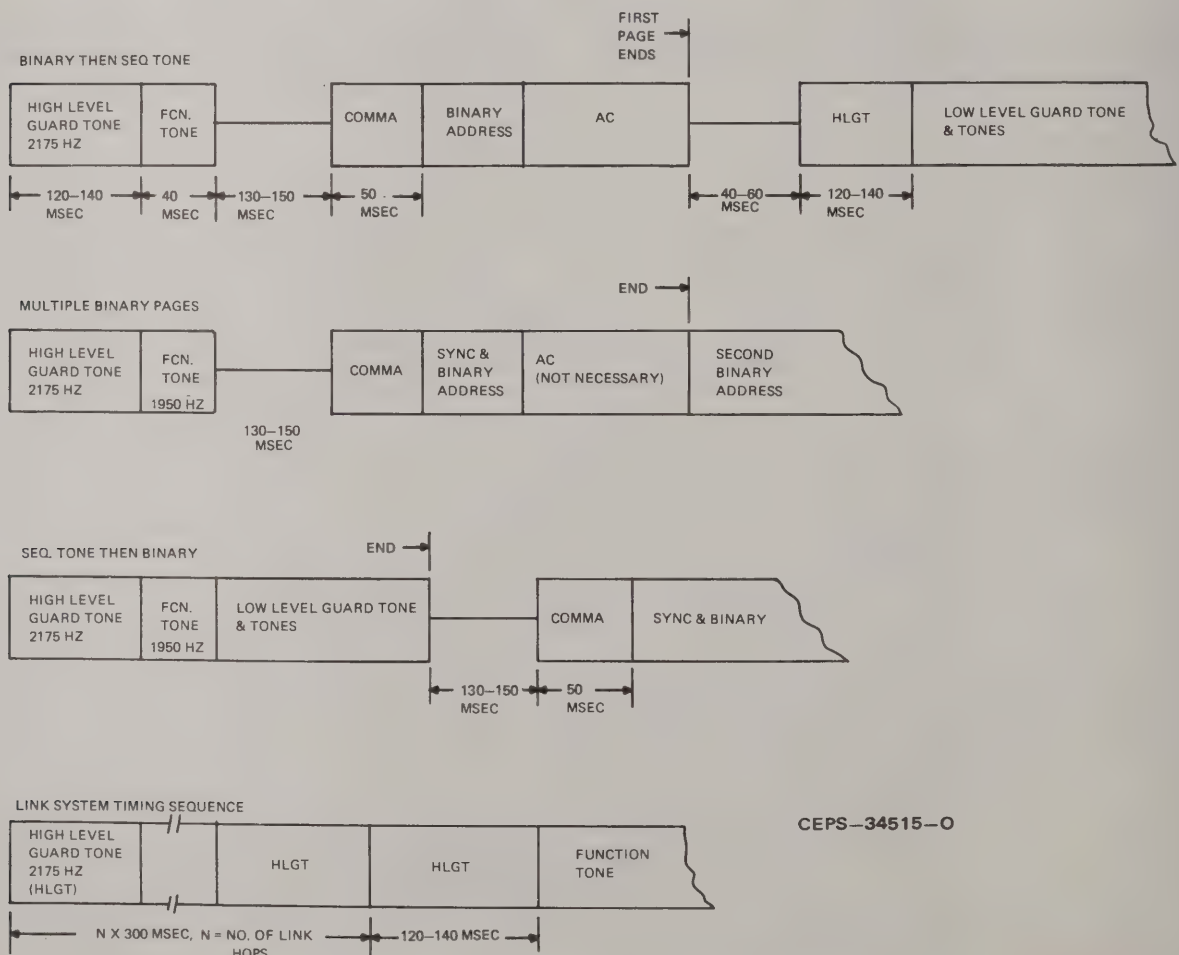 FIRST
PAGE
ENDS
BINARY THEN SEQ TONE
HIGH LEVEL
GUARD TONE
2175 HZ
FCN.
TONE
COMMA
BINARY
ADDRESS
AC
HLGT
LOW LEVEL GUARD TONE
& TONES
120–140
MSEC
40
MSEC
130–150
MSEC
50
MSEC
40–60
MSEC
120–140
MSEC
END
MULTIPLE BINARY PAGES
HIGH LEVEL
GUARD TONE
2175 HZ
FCN.
TONE
1950 HZ
COMMA
SYNC &
BINARY
ADDRESS
AC
(NOT NECESSARY)
SECOND
BINARY
ADDRESS
130–150
MSEC
SEQ. TONE THEN BINARY
END
HIGH LEVEL
GUARD TONE
2175 HZ
FCN.
TONE
1950 HZ
LOW LEVEL GUARD TONE
& TONES
COMMA
SYNC & BINARY
130–150
MSEC
50
MSEC
LINK SYSTEM TIMING SEQUENCE
HIGH LEVEL
GUARD TONE
2175 HZ
(HLGT)
HLGT
HLGT
FUNCTION
TONE
CEPS–34515–O
N X 300 MSEC, N = NO. OF LINK
HOPS
120–140 MSEC